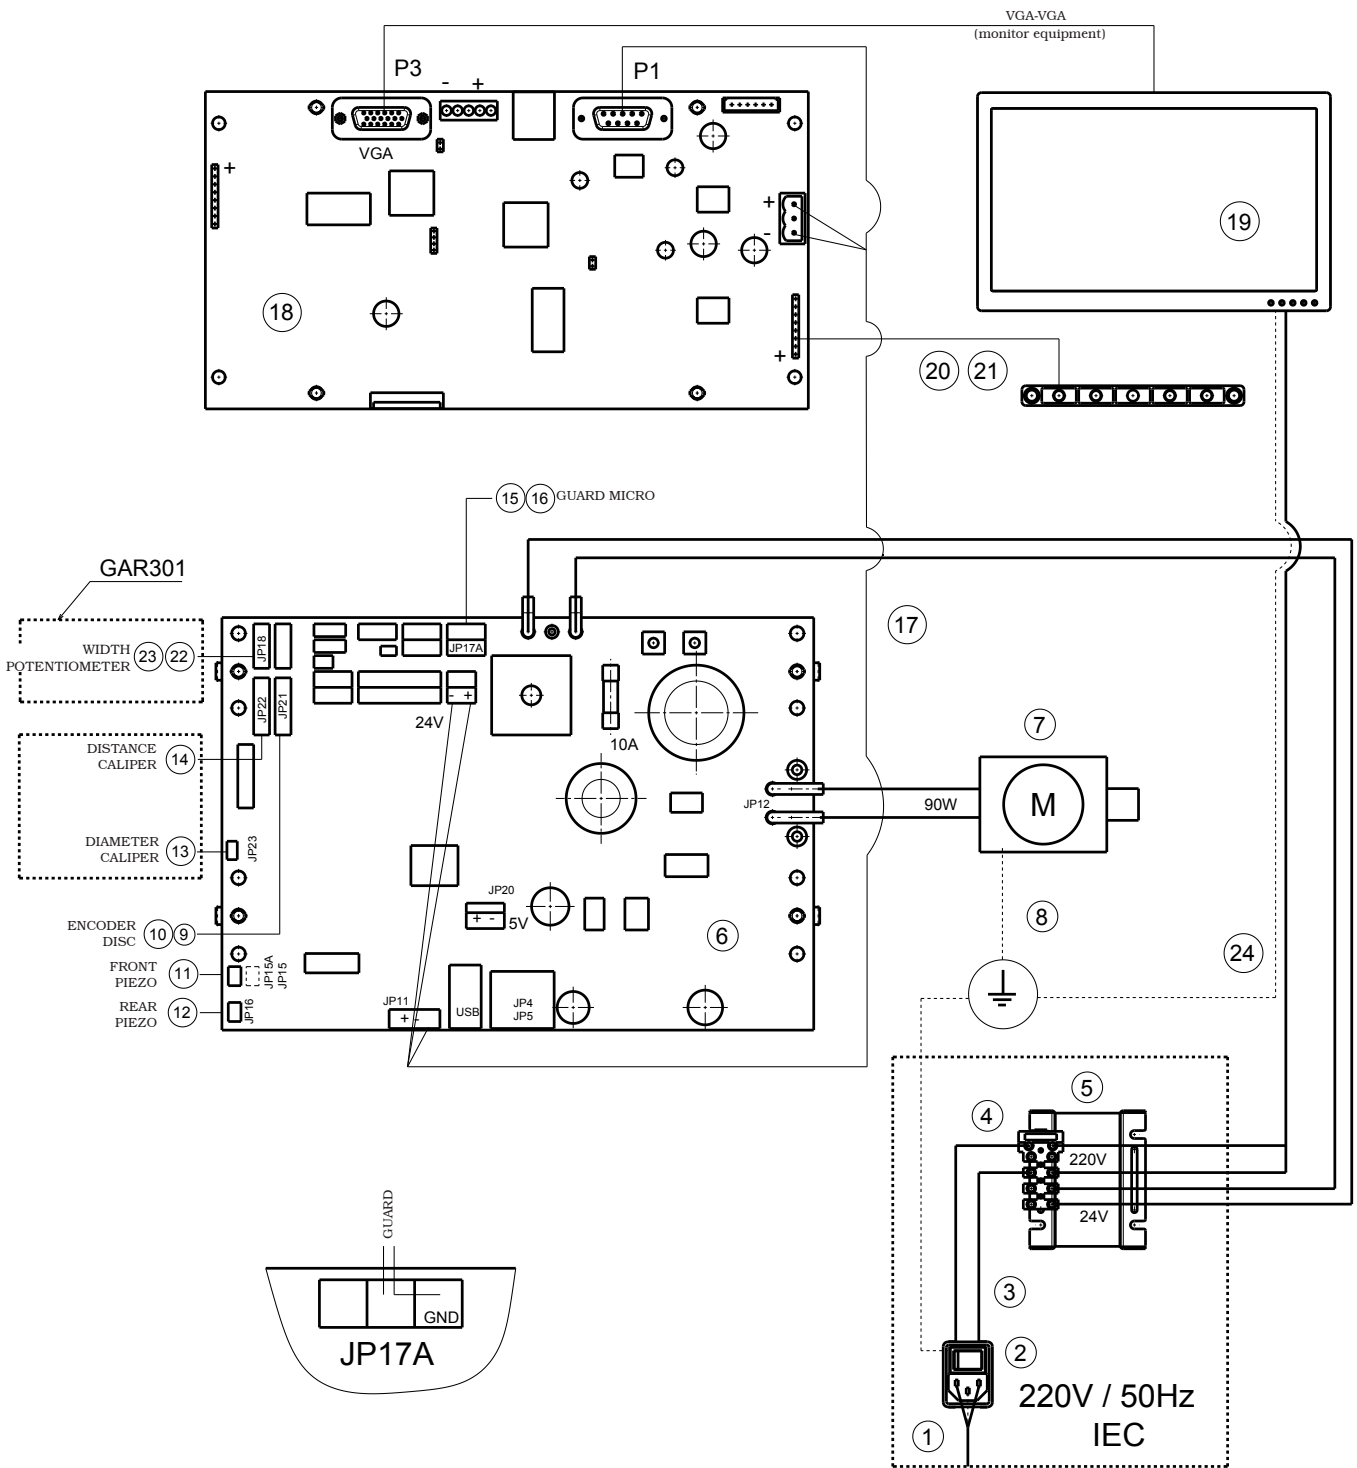 VGA-VGA
(monitor equipment)
P3
- +
P1
VGA
+
+
-
19
18
+
20 21
15 16 GUARD MICRO
GAR301
17
WIDTH
POTENTIOMETER 23 22
JP18
JP17A
JP22
JP21
- +
24V
10A
7
DISTANCE
CALIPER 14
JP12
90W
M
DIAMETER
CALIPER 13
JP23
JP20
+ -
5V
8
ENCODER
DISC 10 9
6
24
FRONT
PIEZO 11
JP15A
JP15
REAR
PIEZO 12
JP16
JP11
+ -
USB
JP4
JP5
5
4
220V
24V
GUARD
3
GND
JP17A
2
220V / 50Hz
IEC
1